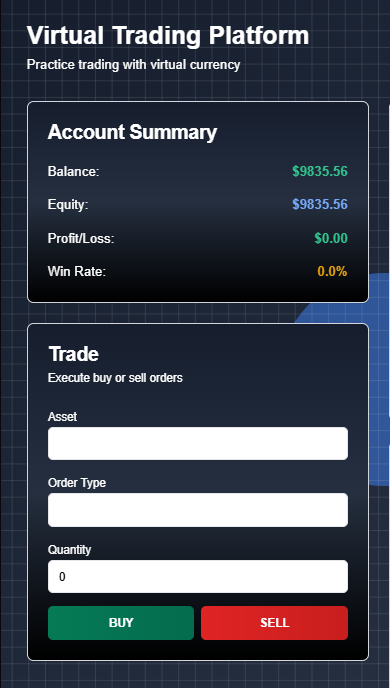 Virtual Trading Platform
Practice trading with virtual currency
Account Summary
Balance: $9835.56
Equity: $9835.56
Profit/Loss: $0.00
Win Rate: 0.0%
Trade
Execute buy or sell orders
Asset
Order Type
Quantity
0
BUY SELL